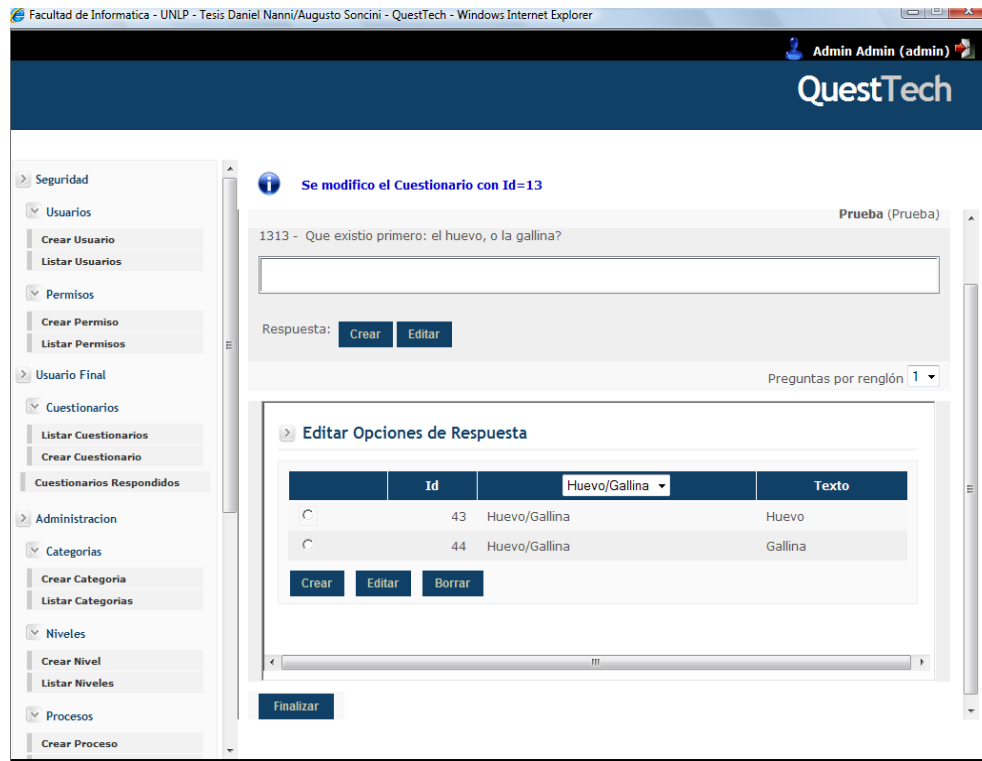 Facultad de Informatica - UNLP - Tesis Daniel Nanni/Augusto Soncini - QuestTech - Windows Internet Explorer
Admin Admin (admin)
QuestTech
Seguridad
Usuarios
Crear Usuario
Listar Usuarios
Permisos
Crear Permiso
Listar Permisos
Usuario Final
Cuestionarios
Listar Cuestionarios
Crear Cuestionario
Cuestionarios Respondidos
Administracion
Categorias
Crear Categoria
Listar Categorias
Niveles
Crear Nivel
Listar Niveles
Procesos
Crear Proceso
Se modifico el Cuestionario con Id=13
Prueba (Prueba)
1313 - Que existio primero: el huevo, o la gallina?
Respuesta: Crear Editar
Preguntas por renglón 1
Editar Opciones de Respuesta
Id Huevo/Gallina Texto
43 Huevo/Gallina Huevo
44 Huevo/Gallina Gallina
Crear Editar Borrar
Finalizar